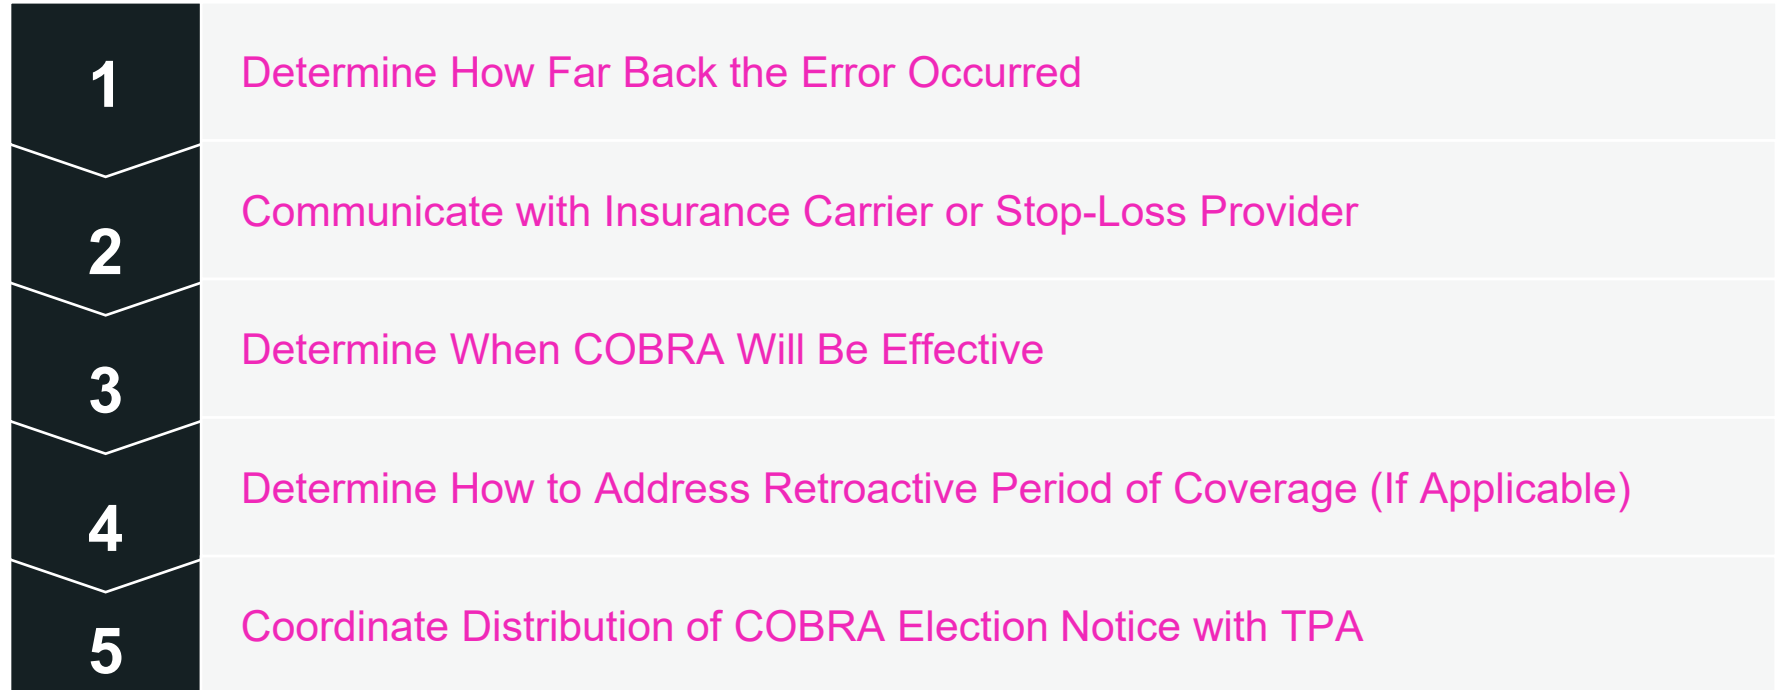 1
Determine How Far Back the Error Occurred
2
Communicate with Insurance Carrier or Stop-Loss Provider
3
Determine When COBRA Will Be Effective
4
Determine How to Address Retroactive Period of Coverage (If Applicable)
5
Coordinate Distribution of COBRA Election Notice with TPA